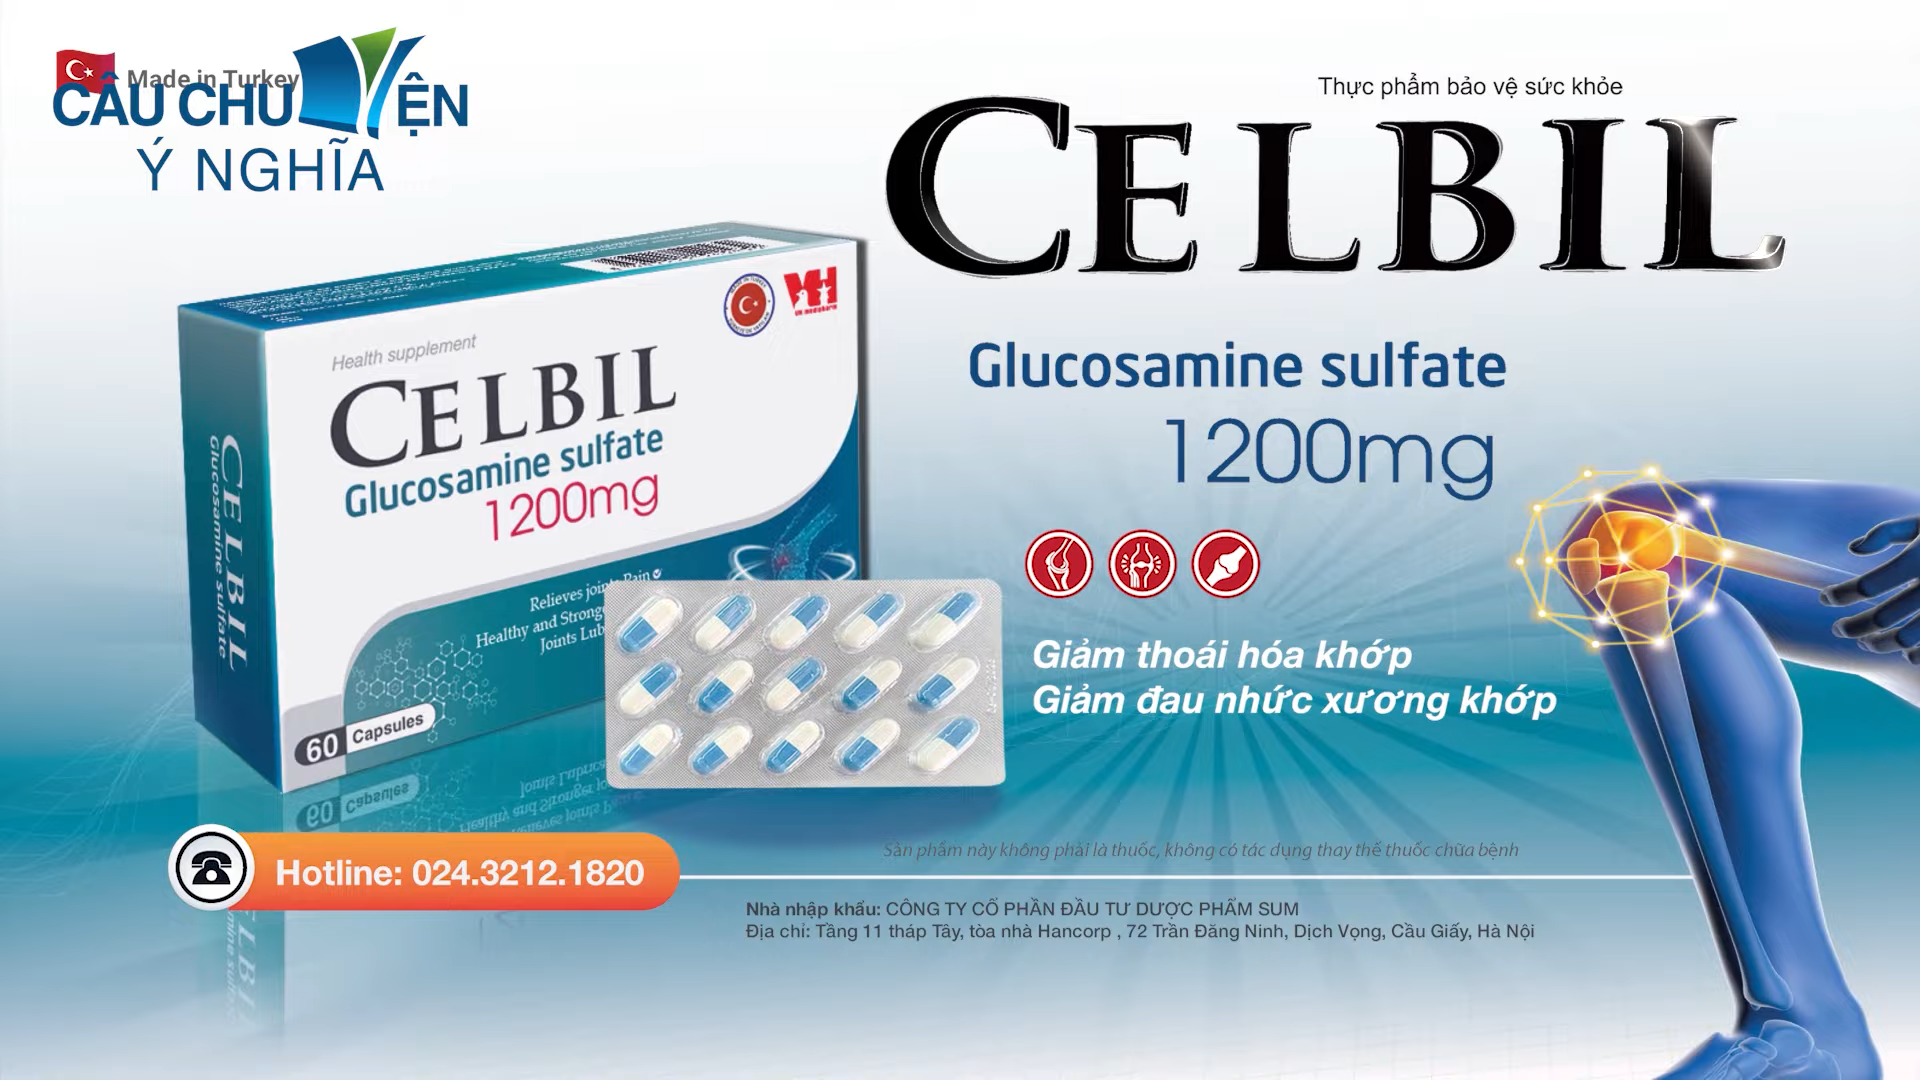 Made in Turkey
CÂU CHUYỆN
Ý NGHĨA
Thực phẩm bảo vệ sức khỏe
CELBIL
Glucosamine sulfate
1200mg
Health supplement
CELBIL
Glucosamine sulfate
1200mg
VH
Relieves joint Pain
Healthy and Strong
Joints Lub
60 Capsules
CELBIL
Glucosamine sulfate
Giảm thoái hóa khớp
Giảm đau nhức xương khớp
Sản phẩm này không phải là thuốc, không có tác dụng thay thế thuốc chữa bệnh
Hotline: 024.3212.1820
Nhà nhập khẩu: CÔNG TY CỔ PHẦN ĐẦU TƯ DƯỢC PHẨM SUM
Địa chỉ: Tầng 11 tháp Tây, tòa nhà Hancorp , 72 Trần Đăng Ninh, Dịch Vọng, Cầu Giấy, Hà Nội